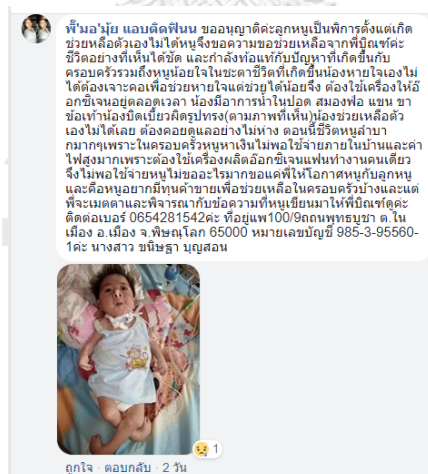 พี่'มอ'มุ้ย แอบติดฟินน ขออนุญาติค่ะลูกหนูเป็นพิการตั้งแต่เกิด
ช่วยหลือตัวเองไม่ได้หนูจึงขอความขอช่วยเหลือจากพี่บิณฑ์ค่ะ
ชีวิตอย่างที่เห็นได้ชัด และกำลังท่อแท้กับปัญหาที่เกิดขึ้นกับ
ครอบครัวรวมถึงหนูน้อยใจในชะตาชีวิตที่เกิดขึ้นน้องหายใจเองไม่
ได้ต้องเจาะคอเพื่อช่วยหายใจแต่ช่วยได้น้อยจึง ต้องใช้เครื่องให้อ๊
อกซิเจนอยู่ตลอดเวลา น้องมีอาการน้ำในปอด สมองฟ่อ แขน ขา
ข้อเท้าน้องบิดเบี้ยวผิดรูปทรง(ตามภาพที่เห็น)น้องช่วยเหลือตัว
เองไม่ได้เลย ต้องคอยดูแลอย่างไม่ห่าง ตอนนี้ชีวิตหนูลำบา
กมากๆเพราะในครอบครัวหนูหาเงินไม่พอใช้จ่ายภายในบ้านและค่า
ไฟสูงมากเพราะต้องใช้เครื่องผลิตอ๊อกซิเจนแฟนทำงานคนเดียว
จึงไม่พอใช้จ่ายหนูไม่ขออะไรมากขอแค่พี่ให้โอกาศหนูกับลูกหนู
และคือหนูอยากมีทุนค้าขายเพื่อช่วยเหลือในครอบครัวบ้างและแต่
พี่จะเมตตาและพิจารณากับข้อความที่หนูเขียนมาให้พี่บิณฑ์ดูค่ะ
ติดต่อเบอร์ 0654281542ค่ะ ที่อยู่แพ100/9ถถนพุทธบูชา ต.ใน
เมือง อ.เมือง จ.พิษณุโลก 65000 หมายเลขบัญชี 985-3-95560-
1ค่ะ นางสาว ขนิษฐา บุญสอน
1
ถูกใจ · ตอบกลับ · 2 วัน